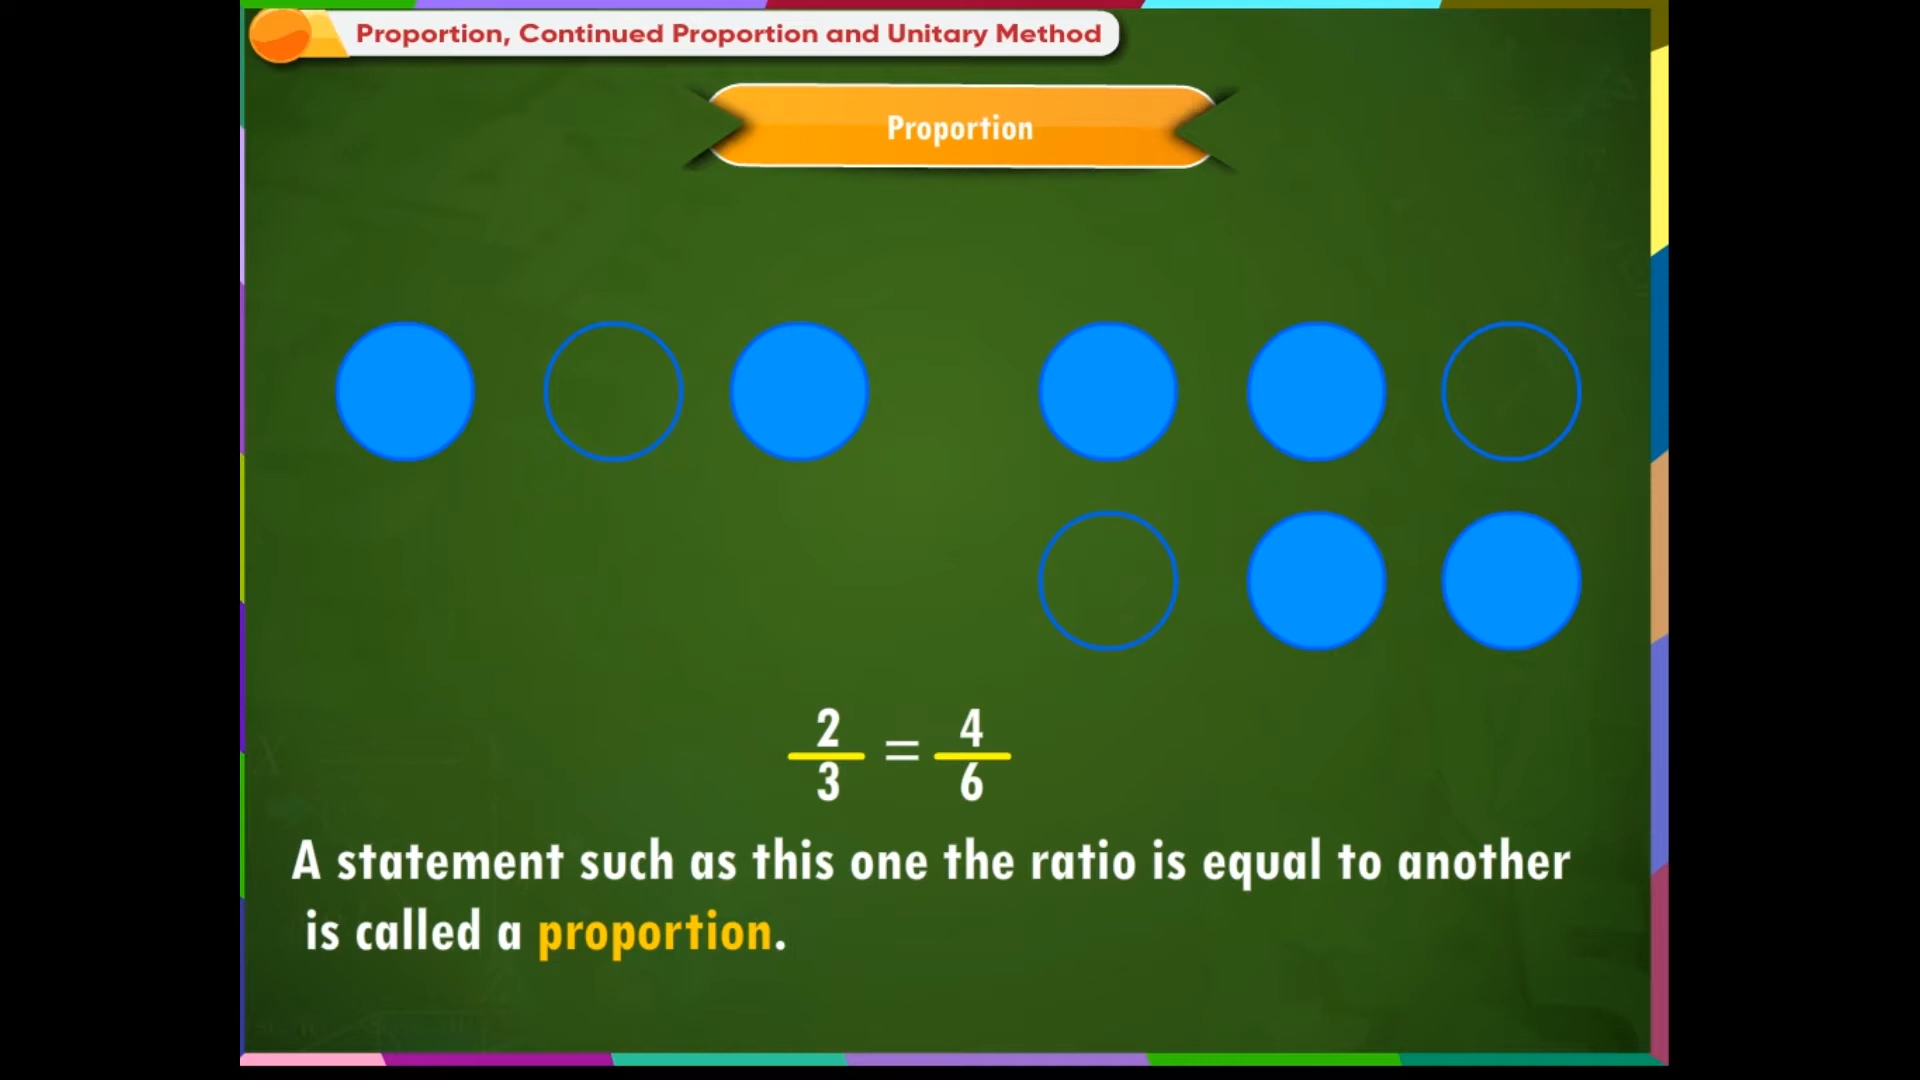 Proportion, Continued Proportion and Unitary Method
Proportion
2/3 = 4/6
A statement such as this one the ratio is equal to another
is called a proportion.